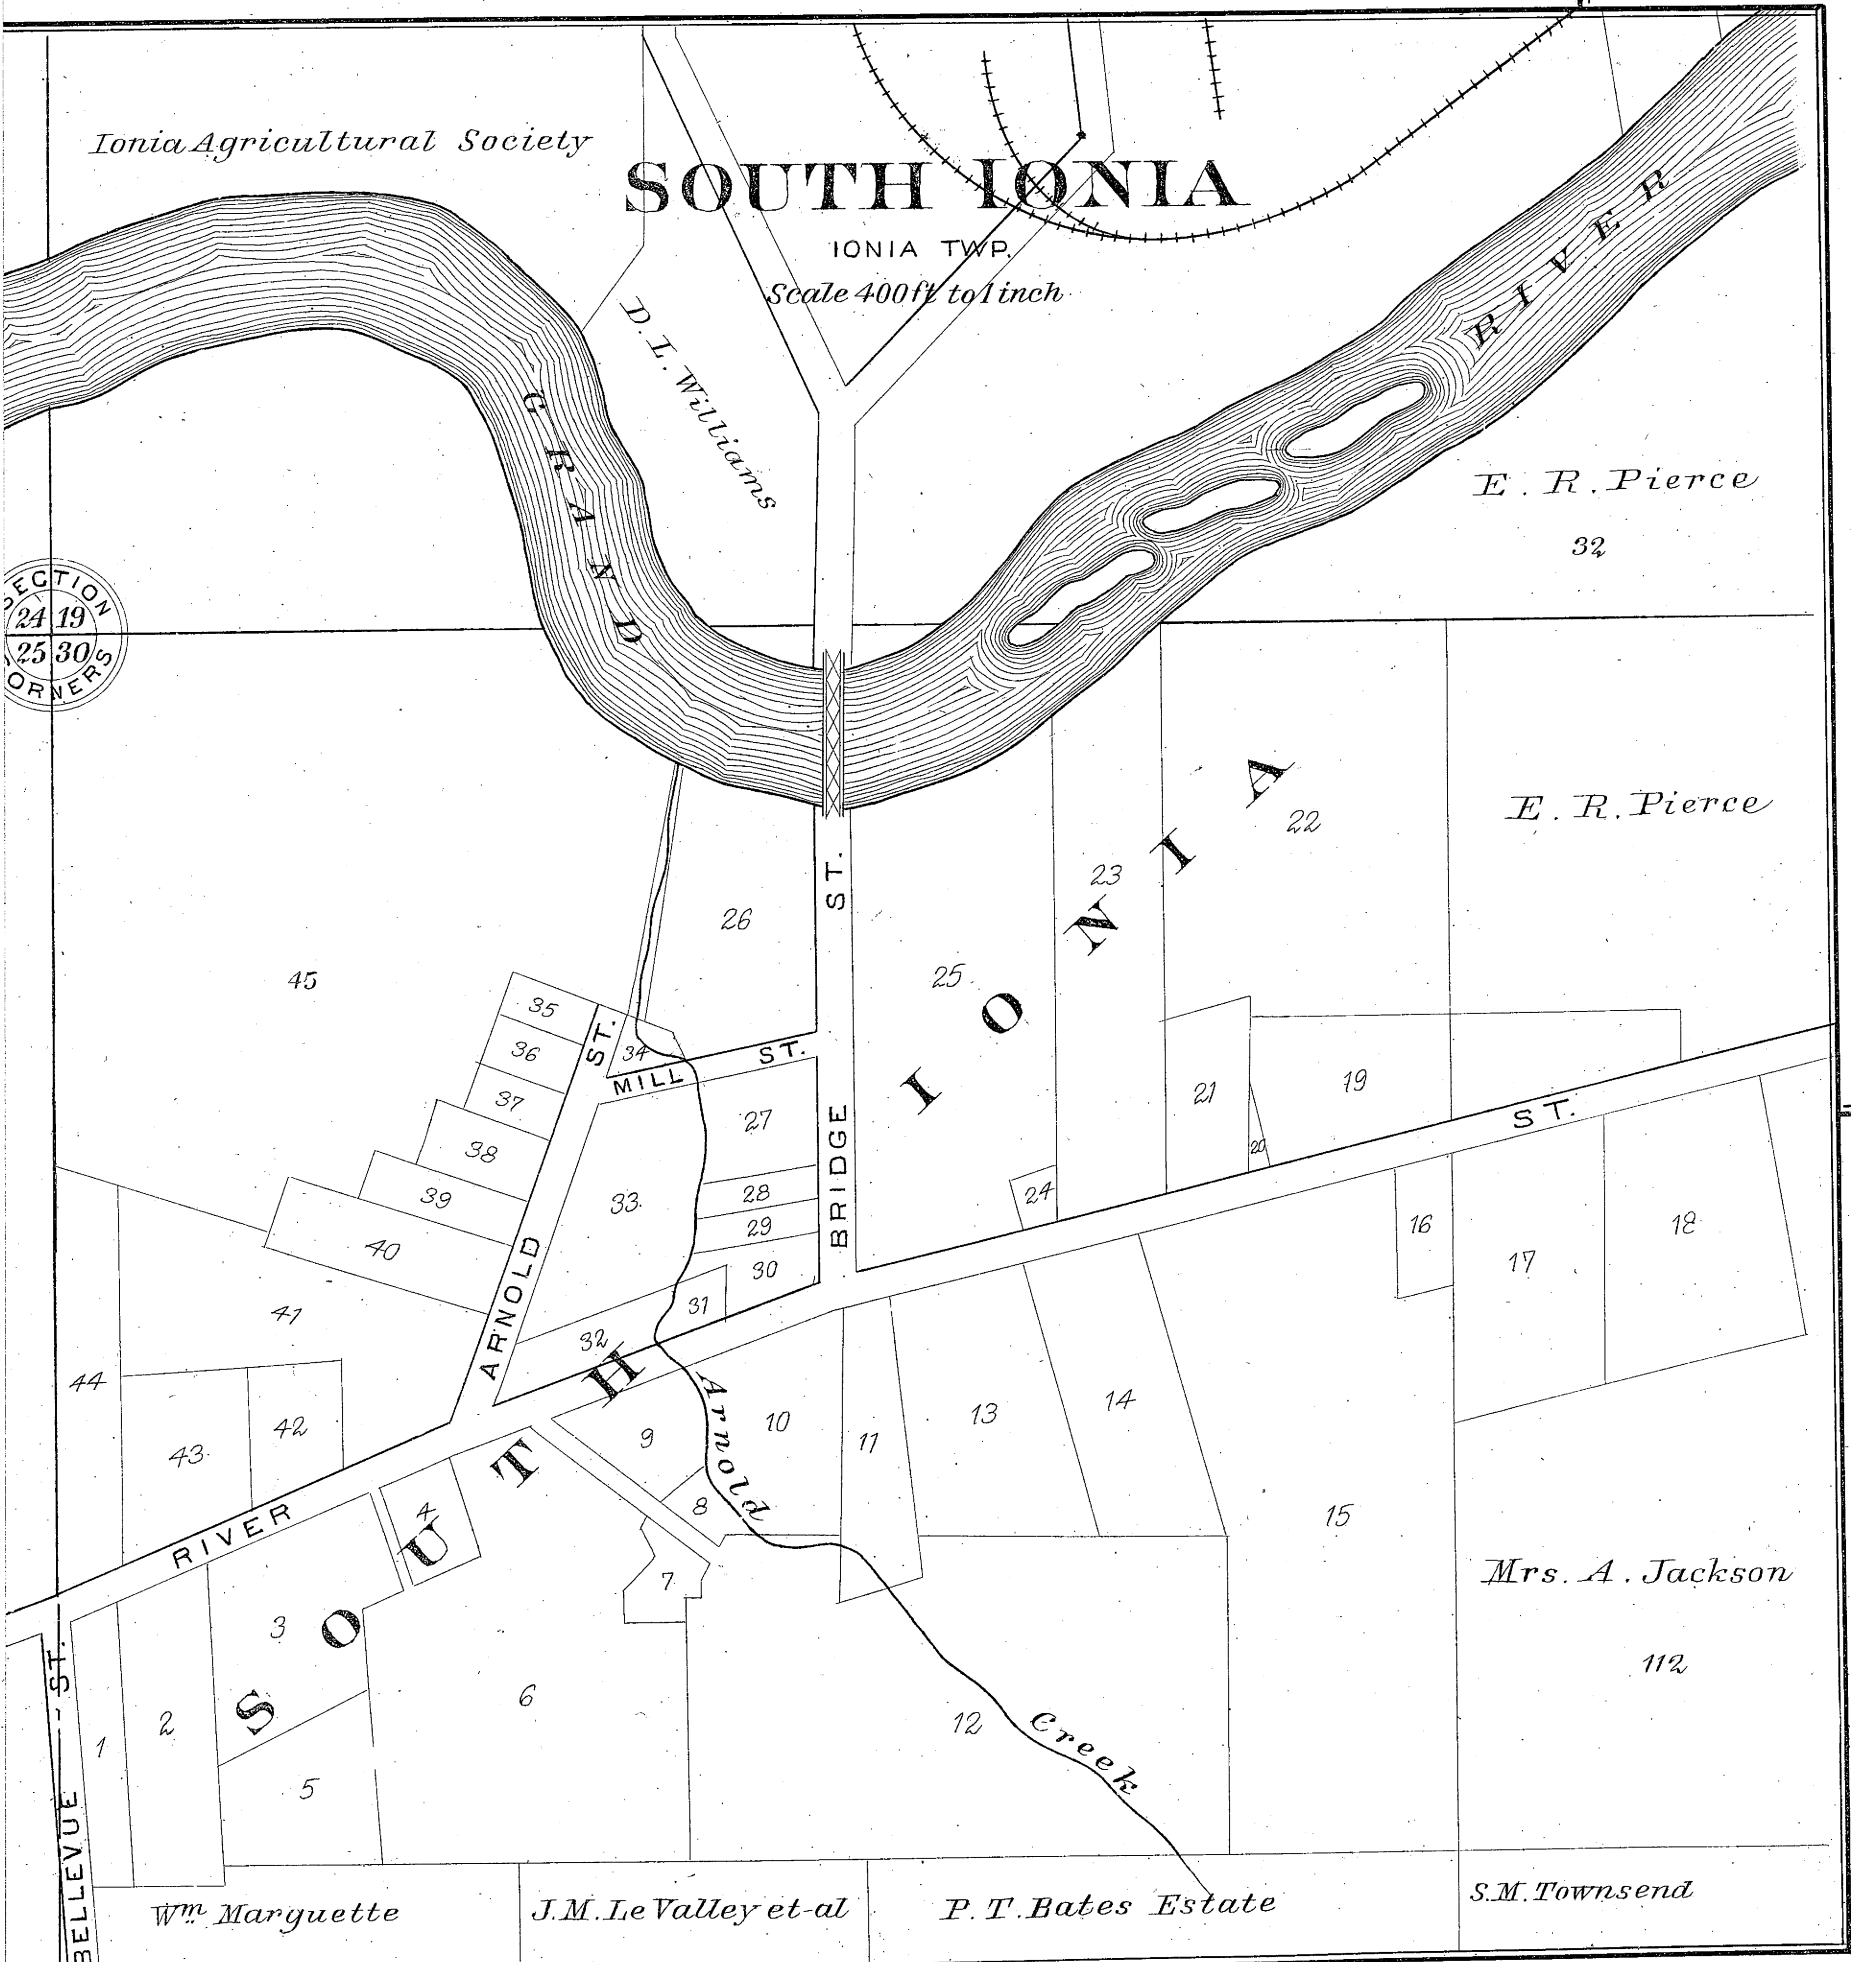 Ionia Agricultural Society
SOUTH IONIA
IONIA TWP.
Scale 400ft to 1 inch
D. L. Williams
GRAND
RIVER
E. R. Pierce
32
SECTION
24 19
25 30
CORNERS
E. R. Pierce
SOUTH IONIA
22
23
26
ST.
BRIDGE
25
45
35
36
37
38
39
40
ST.
ARNOLD
34
MILL ST.
27
28
29
30
31
32
33
21
20
19
24
ST.
RIVER
16
17
18
41
44
43
42
9
10
11
13
14
15
8
7
4
3
Arnold
Creek
Mrs. A. Jackson
112
ST.
BELLEVUE
1
2
5
6
12
Wm. Marguette
J.M. Le Valley et-al
P. T. Bates Estate
S.M. Townsend